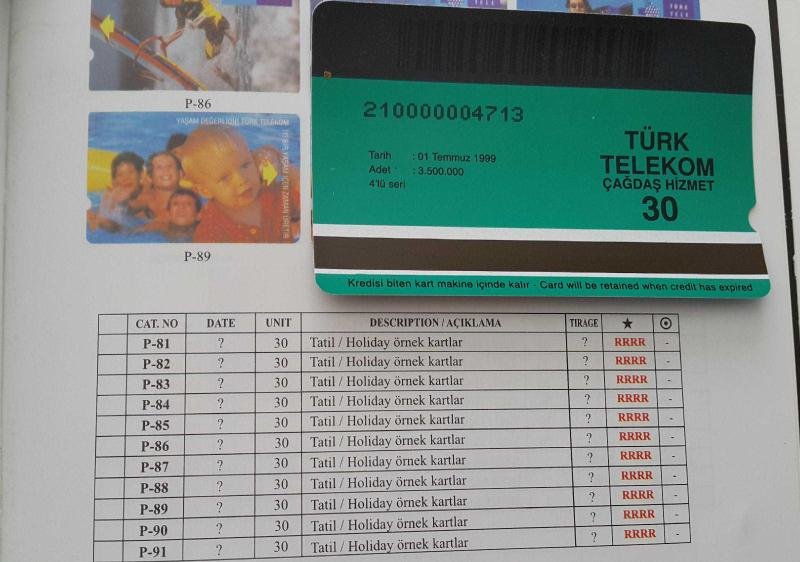 TÜRK
TELE
P-86
YAŞAM DEĞERLİDİR, TÜRK TELEKOM
YAŞAM İÇİN ZAMAN ÜRETİR
P-89
210000004713
Tarih : 01 Temmuz 1999
Adet : 3.500.000
4'lü seri
TÜRK
TELEKOM
ÇAĞDAŞ HİZMET
30
Kredisi biten kart makine içinde kalır - Card will be retained when credit has expired
CAT. NO DATE UNIT DESCRIPTION / AÇIKLAMA TIRAGE ★ ⊙
P-81 ? 30 Tatil / Holiday örnek kartlar ? RRRR -
P-82 ? 30 Tatil / Holiday örnek kartlar ? RRRR -
P-83 ? 30 Tatil / Holiday örnek kartlar ? RRRR -
P-84 ? 30 Tatil / Holiday örnek kartlar ? RRRR -
P-85 ? 30 Tatil / Holiday örnek kartlar ? RRRR -
P-86 ? 30 Tatil / Holiday örnek kartlar ? RRRR -
P-87 ? 30 Tatil / Holiday örnek kartlar ? RRRR -
P-88 ? 30 Tatil / Holiday örnek kartlar ? RRRR -
P-89 ? 30 Tatil / Holiday örnek kartlar ? RRRR -
P-90 ? 30 Tatil / Holiday örnek kartlar ? RRRR -
P-91 ? 30 Tatil / Holiday örnek kartlar ? RRRR -